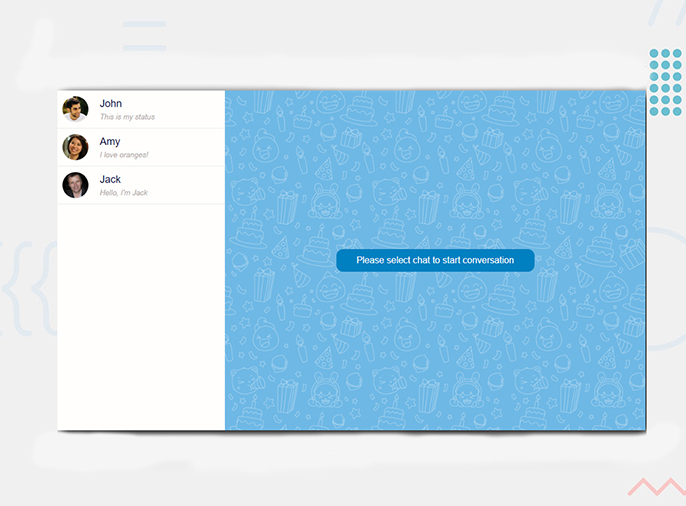 John
This is my status
Amy
I love oranges!
Jack
Hello, I'm Jack
Please select chat to start conversation